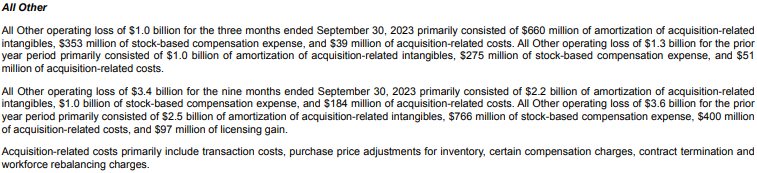 All Other
All Other operating loss of $1.0 billion for the three months ended September 30, 2023 primarily consisted of $660 million of amortization of acquisition-related
intangibles, $353 million of stock-based compensation expense, and $39 million of acquisition-related costs. All Other operating loss of $1.3 billion for the prior
year period primarily consisted of $1.0 billion of amortization of acquisition-related intangibles, $275 million of stock-based compensation expense, and $51
million of acquisition-related costs.
All Other operating loss of $3.4 billion for the nine months ended September 30, 2023 primarily consisted of $2.2 billion of amortization of acquisition-related
intangibles, $1.0 billion of stock-based compensation expense, and $184 million of acquisition-related costs. All Other operating loss of $3.6 billion for the prior
year period primarily consisted of $2.5 billion of amortization of acquisition-related intangibles, $766 million of stock-based compensation expense, $400 million
of acquisition-related costs, and $97 million of licensing gain.
Acquisition-related costs primarily include transaction costs, purchase price adjustments for inventory, certain compensation charges, contract termination and
workforce rebalancing charges.